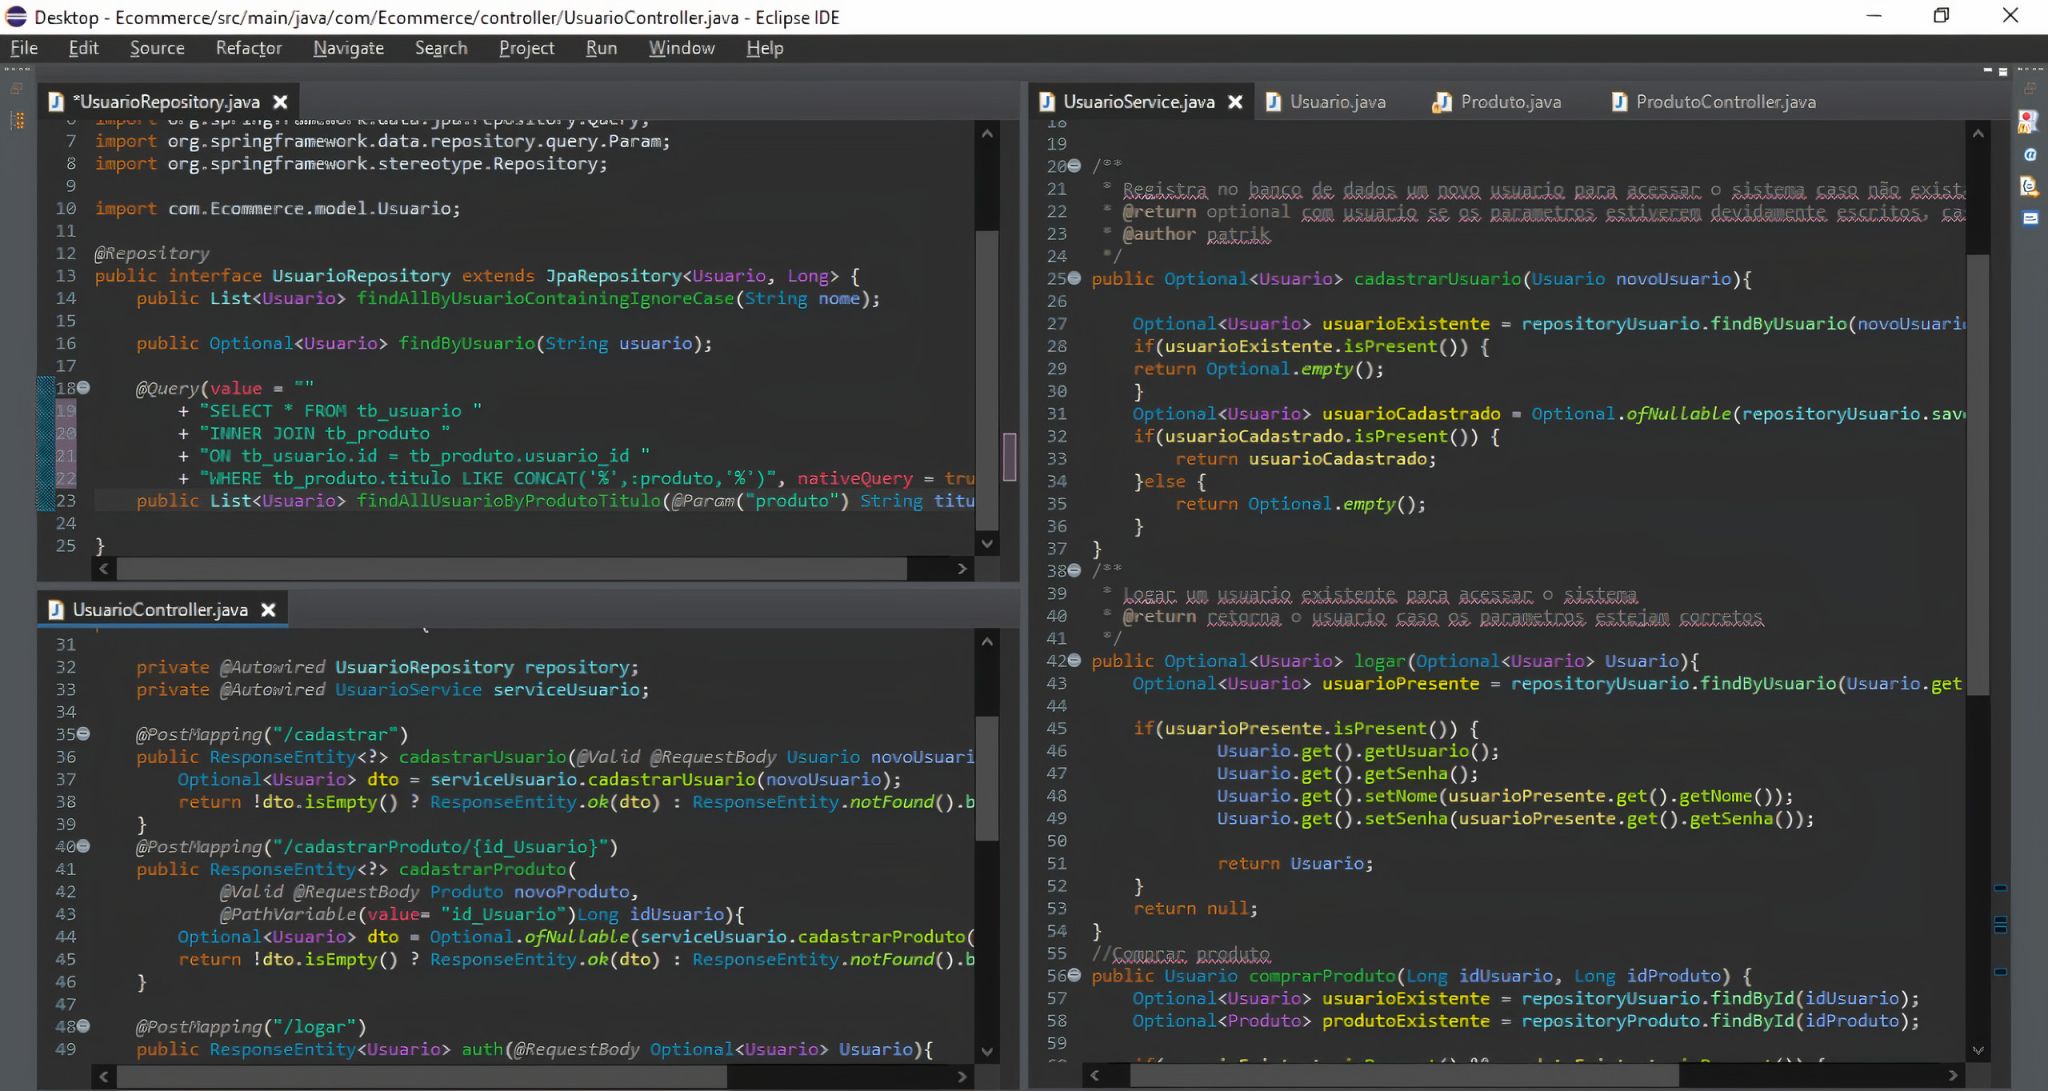 Desktop - Ecommerce/src/main/java/com/Ecommerce/controller/UsuarioController.java - Eclipse IDE
File Edit Source Refactor Navigate Search Project Run Window Help
*UsuarioRepository.java
6 import org.springframework.data.jpa.repository.Query;
7 import org.springframework.data.repository.query.Param;
8 import org.springframework.stereotype.Repository;
9
10 import com.Ecommerce.model.Usuario;
11
12 @Repository
13 public interface UsuarioRepository extends JpaRepository<Usuario, Long> {
14 public List<Usuario> findAllByUsuarioContainingIgnoreCase(String nome);
15
16 public Optional<Usuario> findByUsuario(String usuario);
17
18 @Query(value = ""
19 + "SELECT * FROM tb_usuario "
20 + "INNER JOIN tb_produto "
21 + "ON tb_usuario.id = tb_produto.usuario_id "
22 + "WHERE tb_produto.titulo LIKE CONCAT('%',:produto,'%')", nativeQuery = tru
23 public List<Usuario> findAllUsuarioByProdutoTitulo(@Param("produto") String titu
24
25 }
UsuarioController.java
{
31
32 private @Autowired UsuarioRepository repository;
33 private @Autowired UsuarioService serviceUsuario;
34
35 @PostMapping("/cadastrar")
36 public ResponseEntity<?> cadastrarUsuario(@Valid @RequestBody Usuario novoUsuari
37 Optional<Usuario> dto = serviceUsuario.cadastrarUsuario(novoUsuario);
38 return !dto.isEmpty() ? ResponseEntity.ok(dto) : ResponseEntity.notFound().b
39 }
40 @PostMapping("/cadastrarProduto/{id_Usuario}")
41 public ResponseEntity<?> cadastrarProduto(
42 @Valid @RequestBody Produto novoProduto,
43 @PathVariable(value= "id_Usuario")Long idUsuario){
44 Optional<Usuario> dto = Optional.ofNullable(serviceUsuario.cadastrarProduto(
45 return !dto.isEmpty() ? ResponseEntity.ok(dto) : ResponseEntity.notFound().b
46 }
47
48 @PostMapping("/logar")
49 public ResponseEntity<Usuario> auth(@RequestBody Optional<Usuario> Usuario){
UsuarioService.java Usuario.java Produto.java ProdutoController.java
18
19
20 /**
21 * Registra no banco de dados um novo usuario para acessar o sistema caso não exista
22 * @return optional com usuario se os parametros estiverem devidamente escritos, ca
23 * @author patrik
24 */
25 public Optional<Usuario> cadastrarUsuario(Usuario novoUsuario){
26
27 Optional<Usuario> usuarioExistente = repositoryUsuario.findByUsuario(novoUsuari
28 if(usuarioExistente.isPresent()) {
29 return Optional.empty();
30 }
31 Optional<Usuario> usuarioCadastrado = Optional.ofNullable(repositoryUsuario.sav
32 if(usuarioCadastrado.isPresent()) {
33 return usuarioCadastrado;
34 }else {
35 return Optional.empty();
36 }
37 }
38 /**
39 * Logar um usuario existente para acessar o sistema
40 * @return retorna o usuario caso os parametros estejam corretos
41 */
42 public Optional<Usuario> logar(Optional<Usuario> Usuario){
43 Optional<Usuario> usuarioPresente = repositoryUsuario.findByUsuario(Usuario.get
44
45 if(usuarioPresente.isPresent()) {
46 Usuario.get().getUsuario();
47 Usuario.get().getSenha();
48 Usuario.get().setNome(usuarioPresente.get().getNome());
49 Usuario.get().setSenha(usuarioPresente.get().getSenha());
50
51 return Usuario;
52 }
53 return null;
54 }
55 //Comprar produto
56 public Usuario comprarProduto(Long idUsuario, Long idProduto) {
57 Optional<Usuario> usuarioExistente = repositoryUsuario.findById(idUsuario);
58 Optional<Produto> produtoExistente = repositoryProduto.findById(idProduto);
59